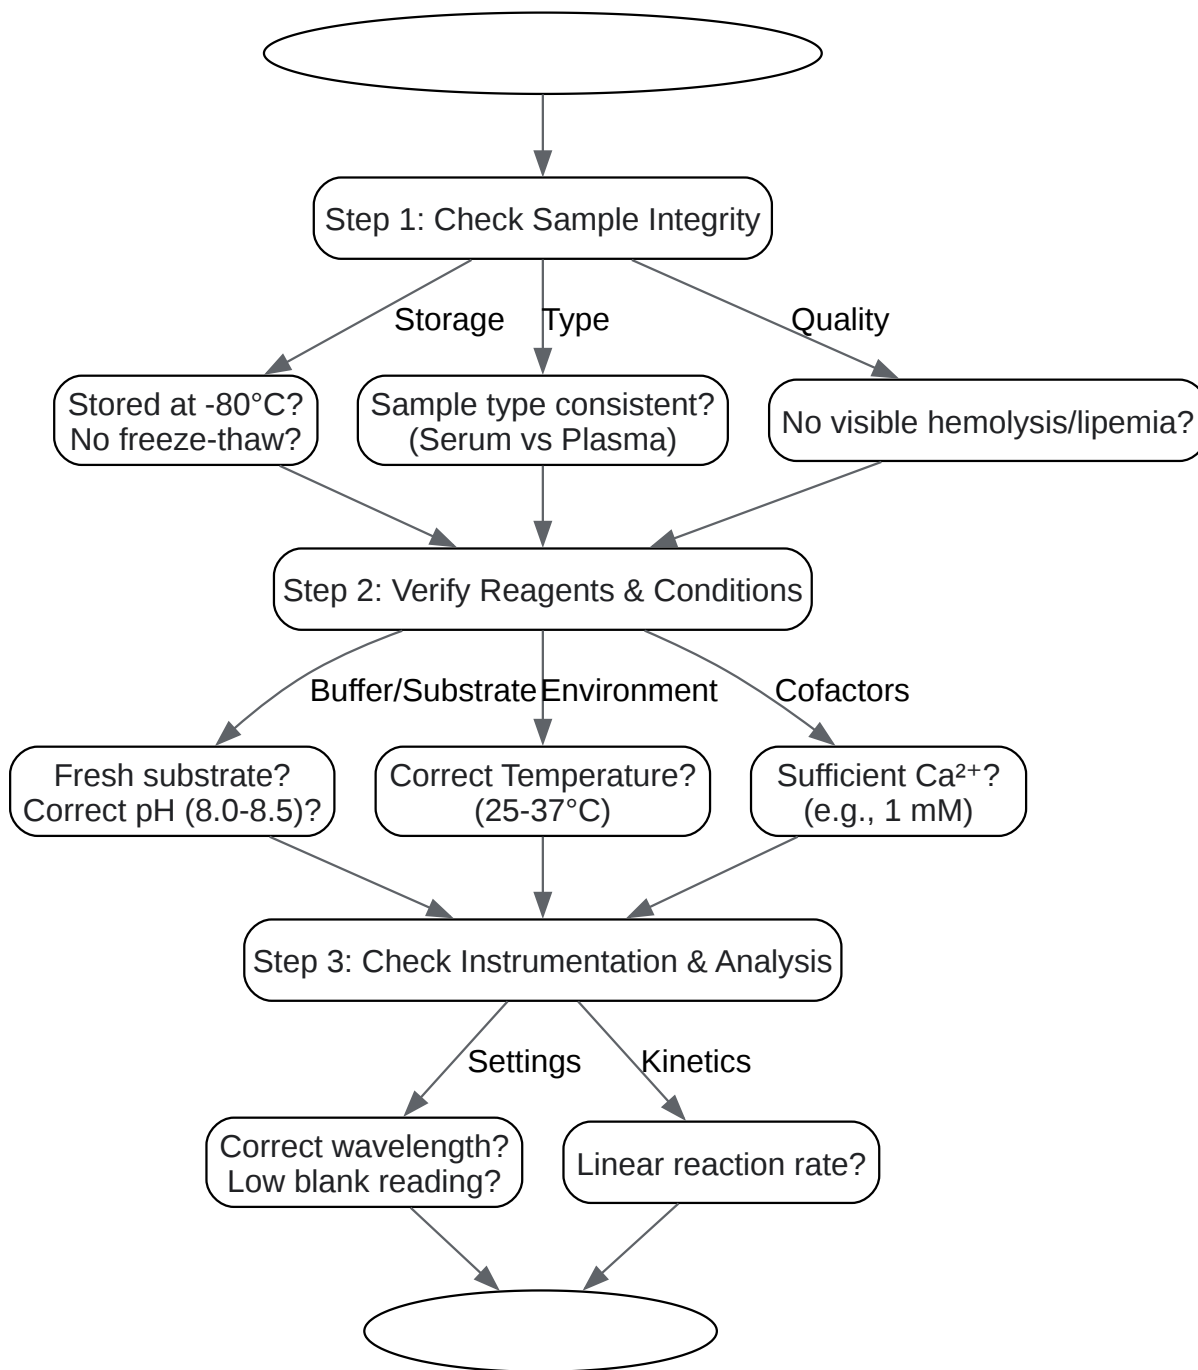 Step 1: Check Sample Integrity
Storage
Type
Quality
Stored at -80°C?
No freeze-thaw?
Sample type consistent?
(Serum vs Plasma)
No visible hemolysis/lipemia?
Step 2: Verify Reagents & Conditions
Buffer/Substrate
Environment
Cofactors
Fresh substrate?
Correct pH (8.0-8.5)?
Correct Temperature?
(25-37°C)
Sufficient Ca²⁺?
(e.g., 1 mM)
Step 3: Check Instrumentation & Analysis
Settings
Kinetics
Correct wavelength?
Low blank reading?
Linear reaction rate?